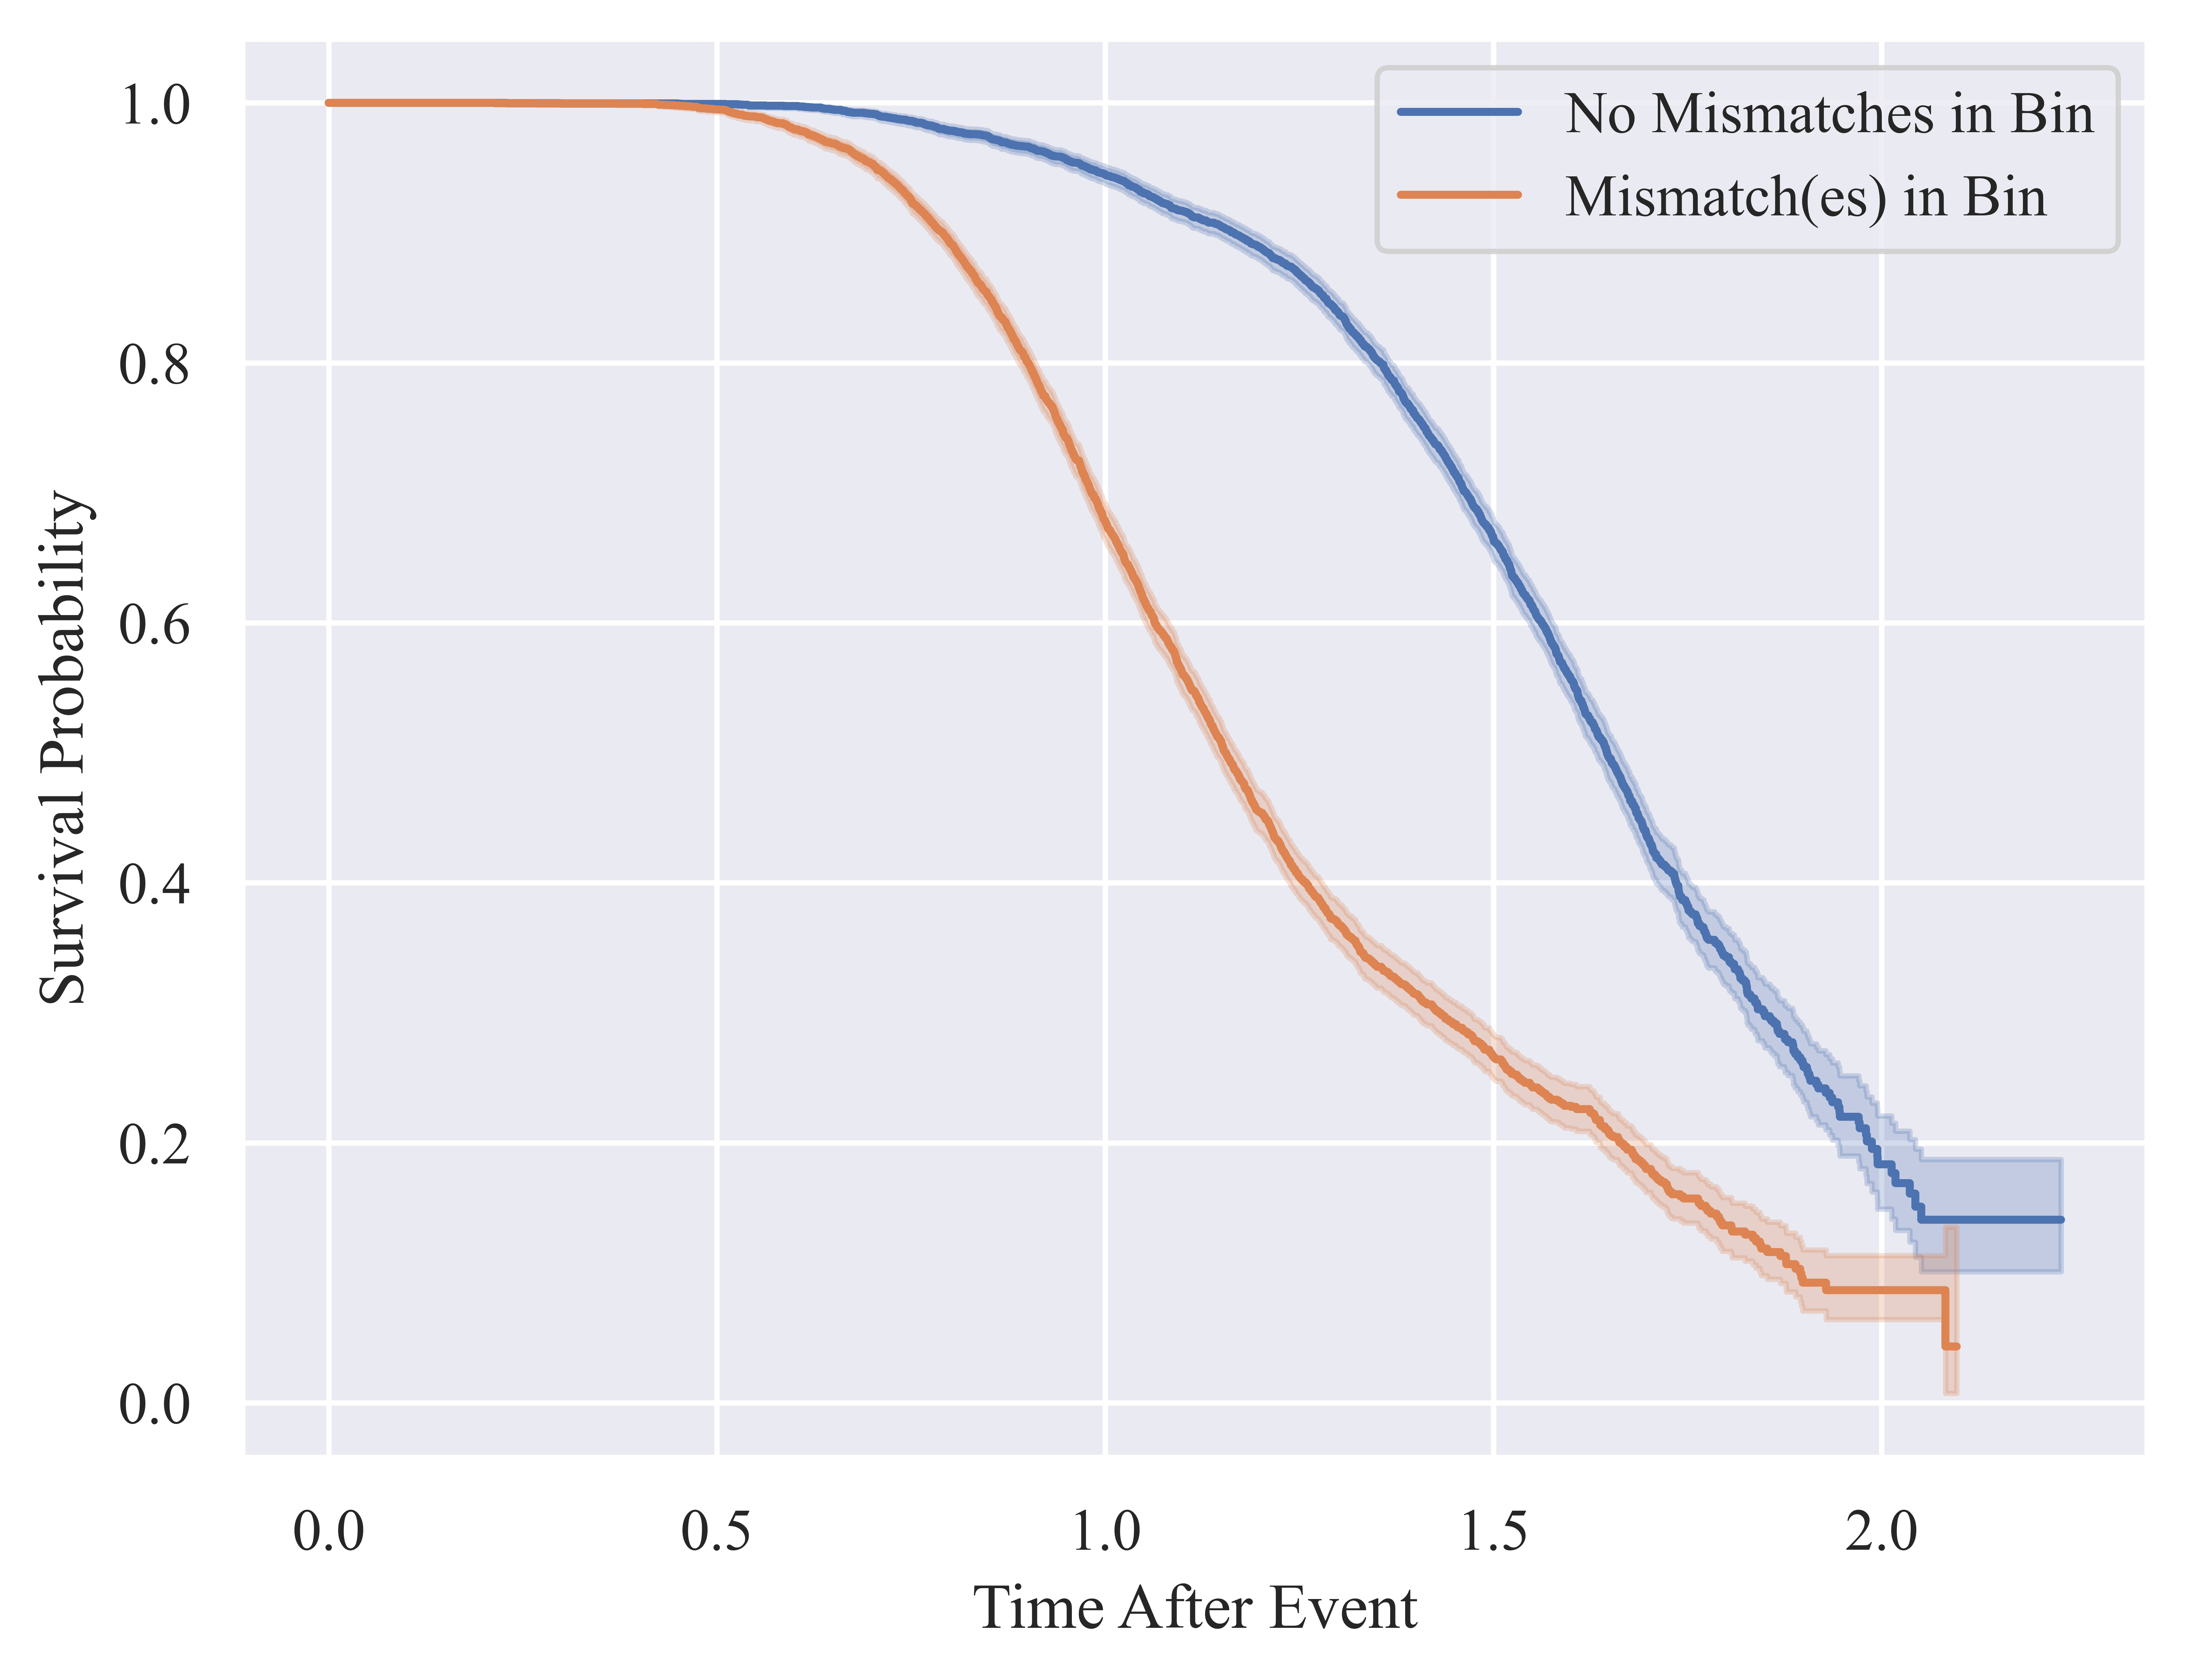 No Mismatches in Bin
Mismatch(es) in Bin
1.0
0.8
0.6
0.4
0.2
0.0
Survival Probability
0.0 0.5 1.0 1.5 2.0
Time After Event